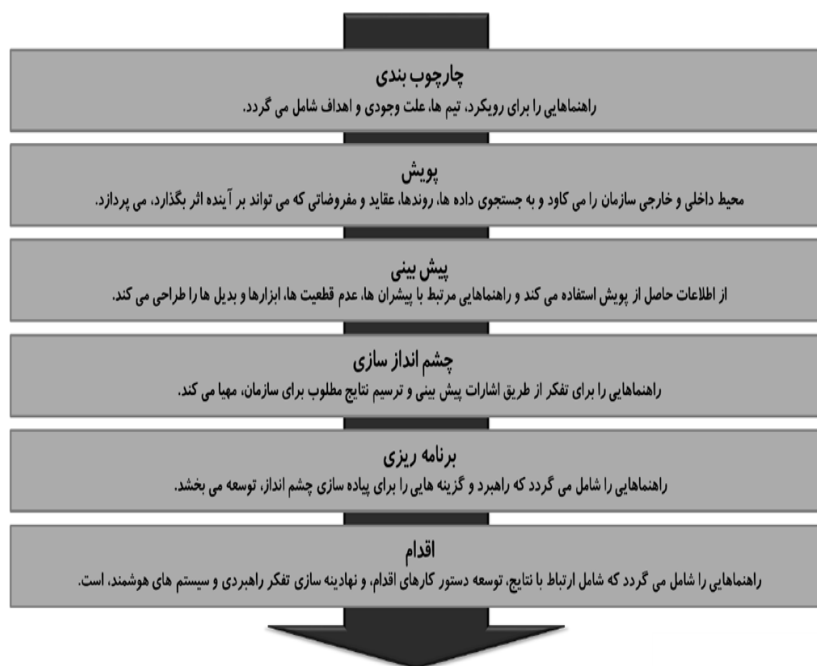 چارچوب بندی
راهنماهایی را برای رویکرد، تیم ها، علت وجودی و اهداف شامل می گردد.
پویش
محیط داخلی و خارجی سازمان را می کاود و به جستجوی داده ها، روندها، عقاید و مفروضاتی که می تواند بر آینده اثر بگذارد، می پردازد.
پیش بینی
از اطلاعات حاصل از پویش استفاده می کند و راهنماهایی مرتبط با پیشران ها، عدم قطعیت ها، ابزارها و بدیل ها را طراحی می کند.
چشم انداز سازی
راهنماهایی را برای تفکر از طریق اشارات پیش بینی و ترسیم نتایج مطلوب برای سازمان، مهیا می کند.
برنامه ریزی
راهنماهایی را شامل می گردد که راهبرد و گزینه هایی را برای پیاده سازی چشم انداز، توسعه می بخشد.
اقدام
راهنماهایی را شامل می گردد که شامل ارتباط با نتایج، توسعه دستور کارهای اقدام، و نهادینه سازی تفکر راهبردی و سیستم های هوشمند، است.